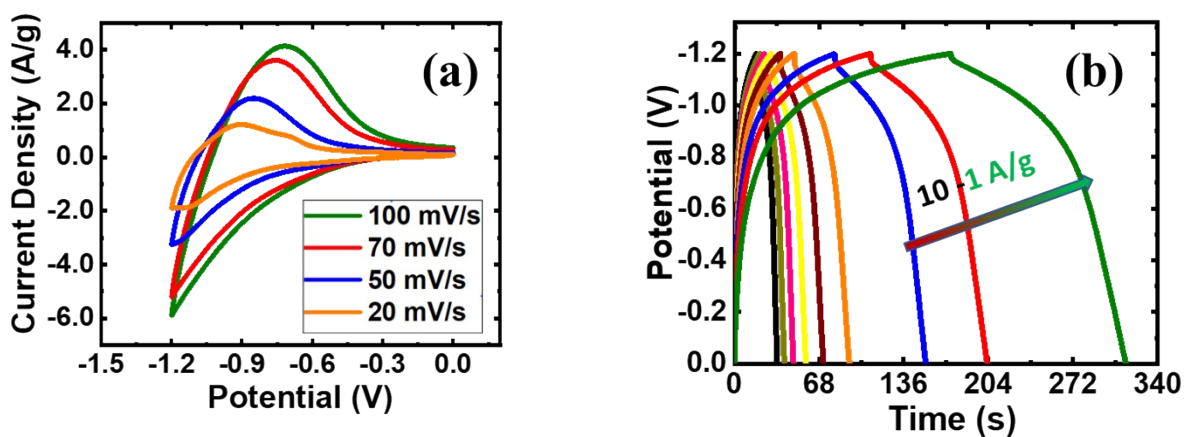 Current Density (A/g)
4.0
2.0
0.0
-2.0
-4.0
-6.0
(a)
100 mV/s
70 mV/s
50 mV/s
20 mV/s
-1.5 -1.2 -0.9 -0.6 -0.3 0.0
Potential (V)
Potential (V)
-1.2
-1.0
-0.8
-0.6
-0.4
-0.2
0.0
(b)
10 -1 A/g
0 68 136 204 272 340
Time (s)